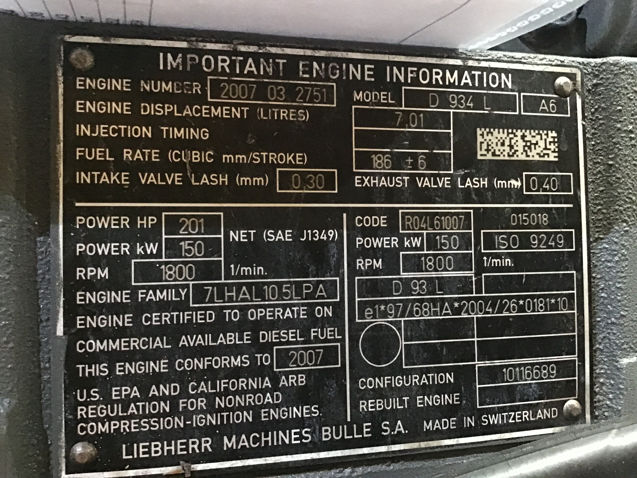 IMPORTANT ENGINE INFORMATION
ENGINE NUMBER 2007 03 2751 MODEL D 934 L A6
ENGINE DISPLACEMENT (LITRES) 7,01
INJECTION TIMING
FUEL RATE (CUBIC mm/STROKE) 186 ± 6
INTAKE VALVE LASH (mm) 0,30 EXHAUST VALVE LASH (mm) 0,40
POWER HP 201
POWER kW 150 NET (SAE J1349)
RPM 1800 1/min.
ENGINE FAMILY 7LHAL10.5LPA
ENGINE CERTIFIED TO OPERATE ON
COMMERCIAL AVAILABLE DIESEL FUEL
THIS ENGINE CONFORMS TO 2007
U.S. EPA AND CALIFORNIA ARB
REGULATION FOR NONROAD
COMPRESSION-IGNITION ENGINES.
CODE R04L61007 015018
POWER kW 150 ISO 9249
RPM 1800 1/min.
D 93 L
e1*97/68HA*2004/26*0181*10
CONFIGURATION 10116689
REBUILT ENGINE
LIEBHERR MACHINES BULLE S.A. MADE IN SWITZERLAND